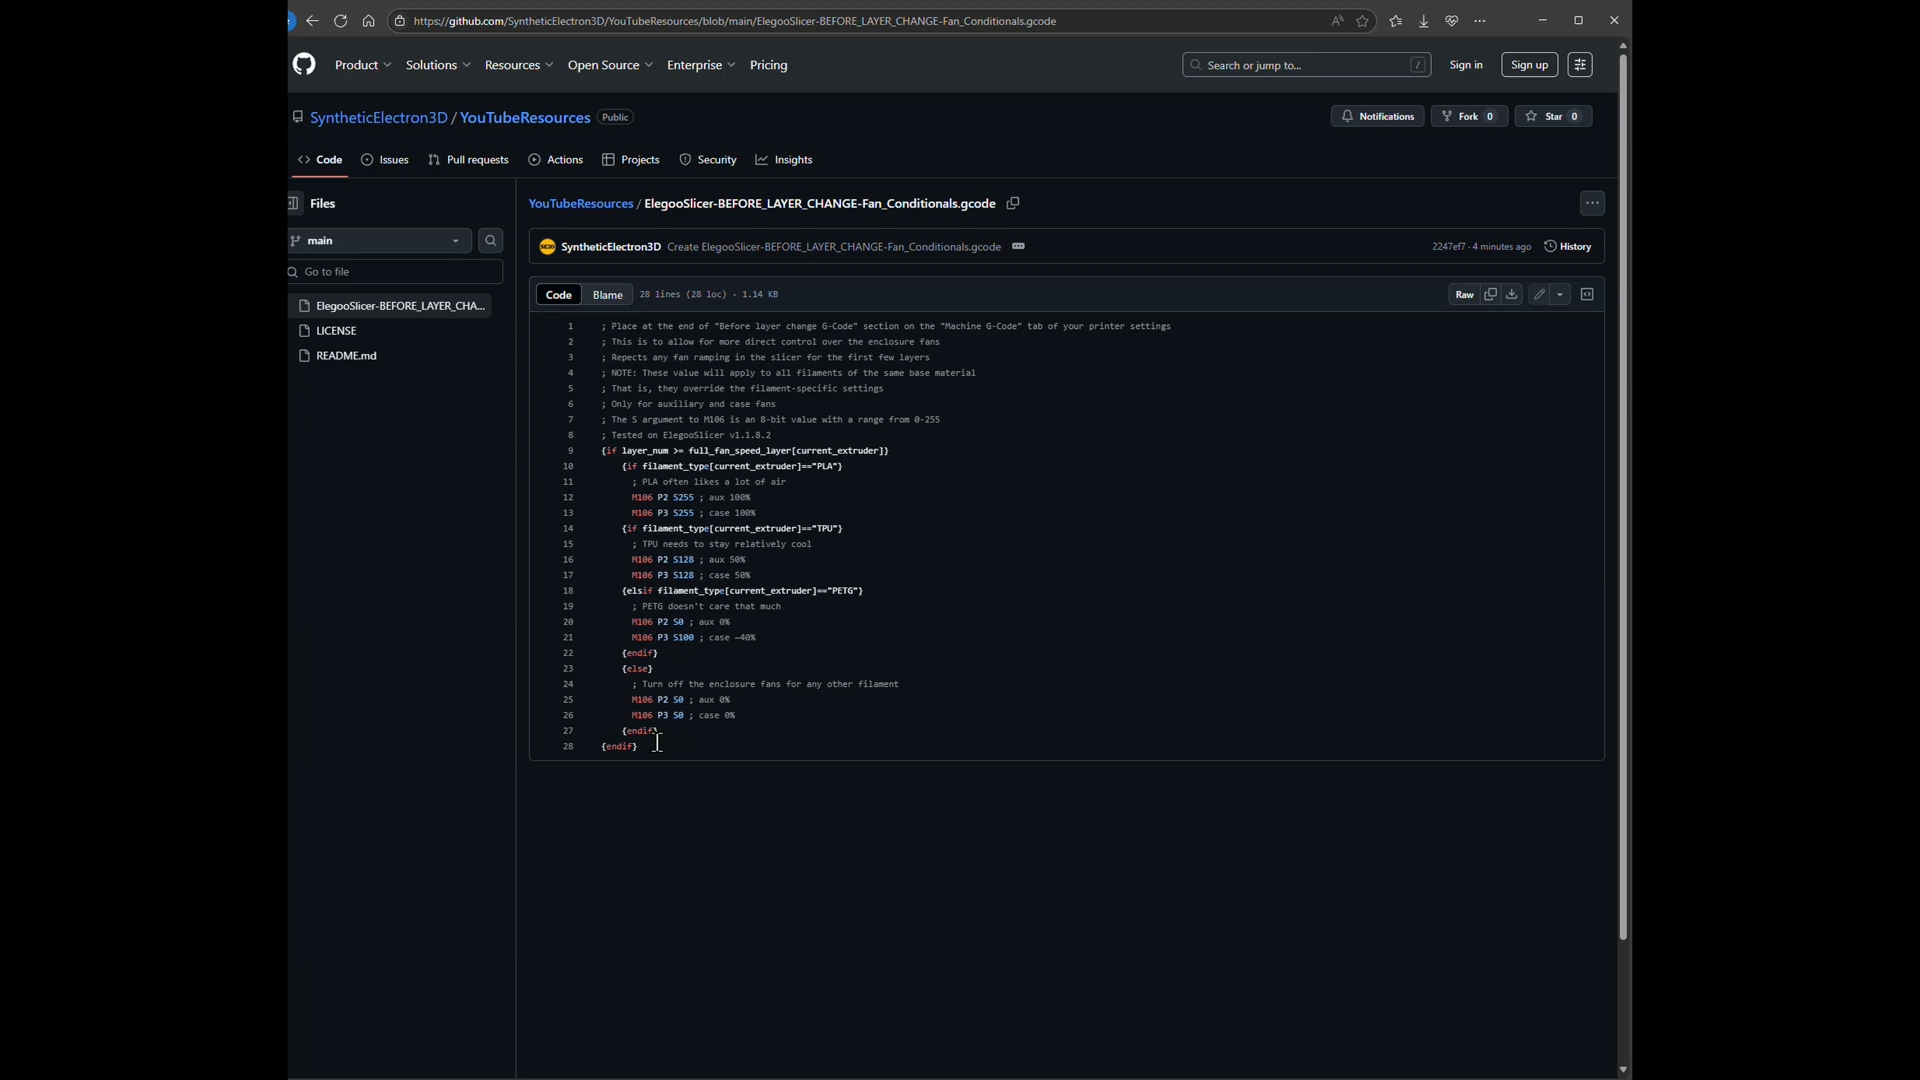 https://github.com/SyntheticElectron3D/YouTubeResources/blob/main/ElegooSlicer-BEFORE_LAYER_CHANGE-Fan_Conditionals.gcode
Product Solutions Resources Open Source Enterprise Pricing Search or jump to... / Sign in Sign up
SyntheticElectron3D / YouTubeResources Public Notifications Fork 0 Star 0
Code Issues Pull requests Actions Projects Security Insights
Files
main
Go to file
ElegooSlicer-BEFORE_LAYER_CHA...
LICENSE
README.md
YouTubeResources / ElegooSlicer-BEFORE_LAYER_CHANGE-Fan_Conditionals.gcode
SyntheticElectron3D Create ElegooSlicer-BEFORE_LAYER_CHANGE-Fan_Conditionals.gcode 2247ef7 · 4 minutes ago History
Code Blame 28 lines (28 loc) · 1.14 KB Raw
1 ; Place at the end of "Before layer change G-Code" section on the "Machine G-Code" tab of your printer settings
2 ; This is to allow for more direct control over the enclosure fans
3 ; Repects any fan ramping in the slicer for the first few layers
4 ; NOTE: These value will apply to all filaments of the same base material
5 ; That is, they override the filament-specific settings
6 ; Only for auxiliary and case fans
7 ; The S argument to M106 is an 8-bit value with a range from 0-255
8 ; Tested on ElegooSlicer v1.1.8.2
9 {if layer_num >= full_fan_speed_layer[current_extruder]}
10 {if filament_type[current_extruder]=="PLA"}
11 ; PLA often likes a lot of air
12 M106 P2 S255 ; aux 100%
13 M106 P3 S255 ; case 100%
14 {if filament_type[current_extruder]=="TPU"}
15 ; TPU needs to stay relatively cool
16 M106 P2 S128 ; aux 50%
17 M106 P3 S128 ; case 50%
18 {elsif filament_type[current_extruder]=="PETG"}
19 ; PETG doesn't care that much
20 M106 P2 S0 ; aux 0%
21 M106 P3 S100 ; case ~40%
22 {endif}
23 {else}
24 ; Turn off the enclosure fans for any other filament
25 M106 P2 S0 ; aux 0%
26 M106 P3 S0 ; case 0%
27 {endif}
28 {endif}